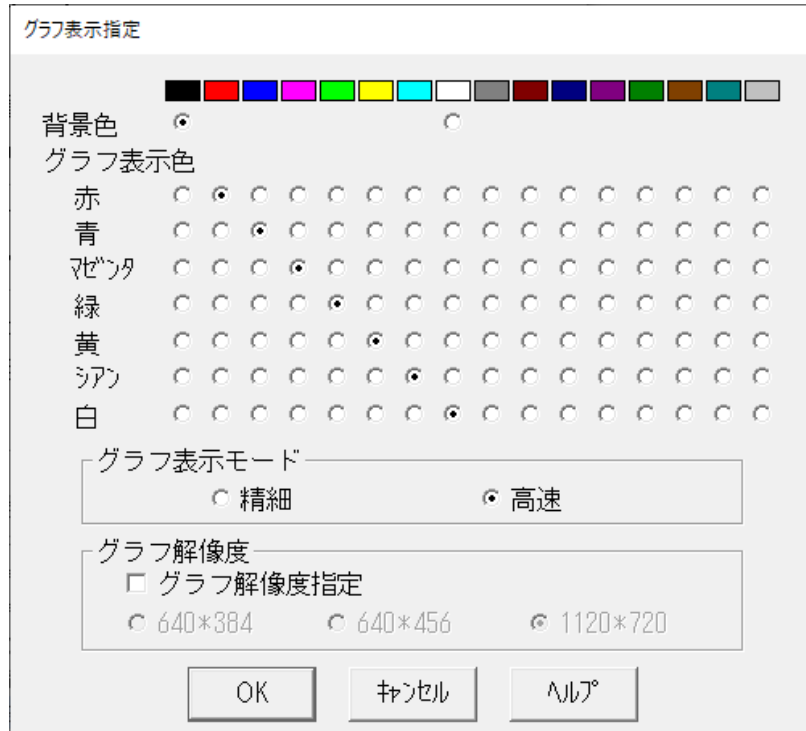 グラフ表示指定
背景色
グラフ表示色
赤
青
ﾏｾﾞﾝﾀ
緑
黄
ｼｱﾝ
白
グラフ表示モード
精細 高速
グラフ解像度
グラフ解像度指定
640*384 640*456 1120*720
OK ｷｬﾝｾﾙ ﾍﾙﾌﾟ